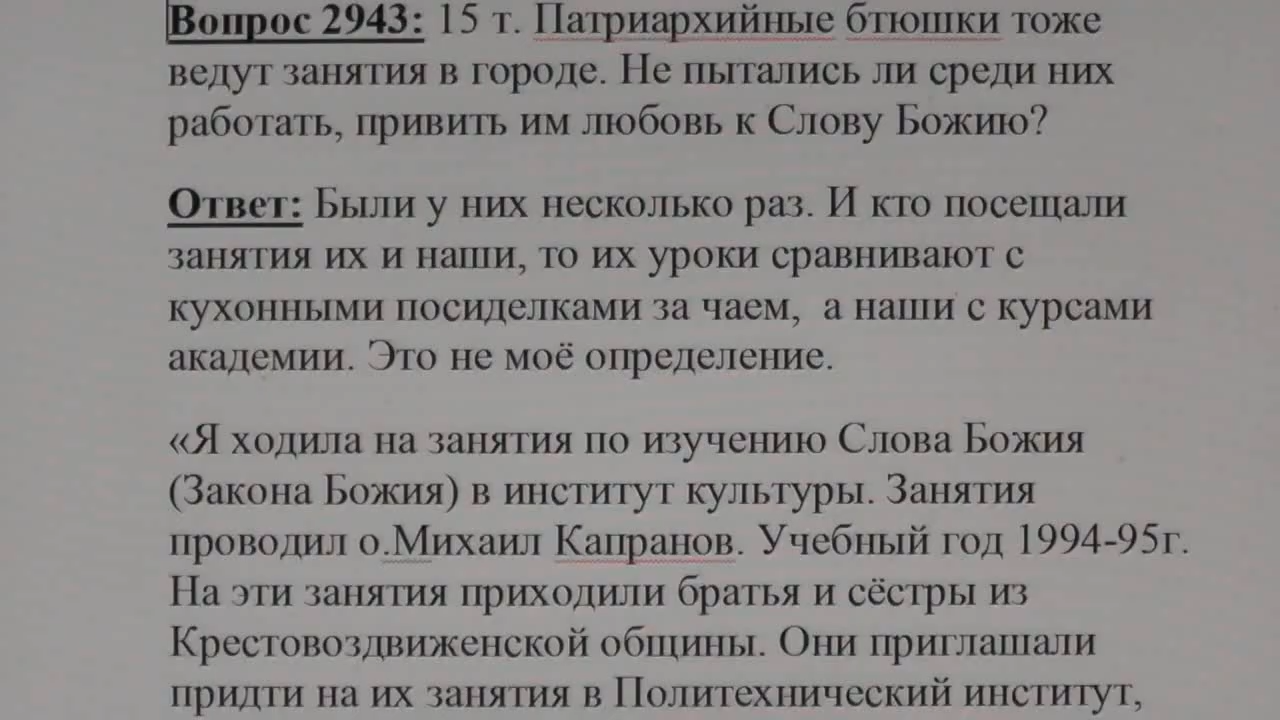 Вопрос 2943: 15 т. Патриархийные бтюшки тоже
ведут занятия в городе. Не пытались ли среди них
работать, привить им любовь к Слову Божию?
Ответ: Были у них несколько раз. И кто посещали
занятия их и наши, то их уроки сравнивают с
кухонными посиделками за чаем, а наши с курсами
академии. Это не моё определение.
«Я ходила на занятия по изучению Слова Божия
(Закона Божия) в институт культуры. Занятия
проводил о.Михаил Капранов. Учебный год 1994-95г.
На эти занятия приходили братья и сёстры из
Крестовоздвиженской общины. Они приглашали
придти на их занятия в Политехнический институт,